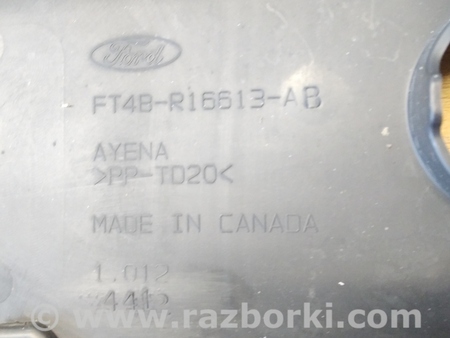 Ford
FT4B-R16613-AB
AYENA
>PP-TD20<
MADE IN CANADA
1.012
www.razborki.com